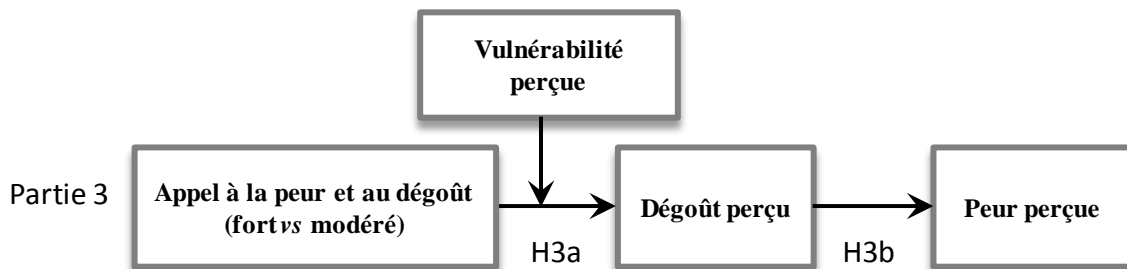 Vulnérabilité
perçue
Partie 3
Appel à la peur et au dégoût
(fort vs modéré)
Dégoût perçu
Peur perçue
H3a
H3b